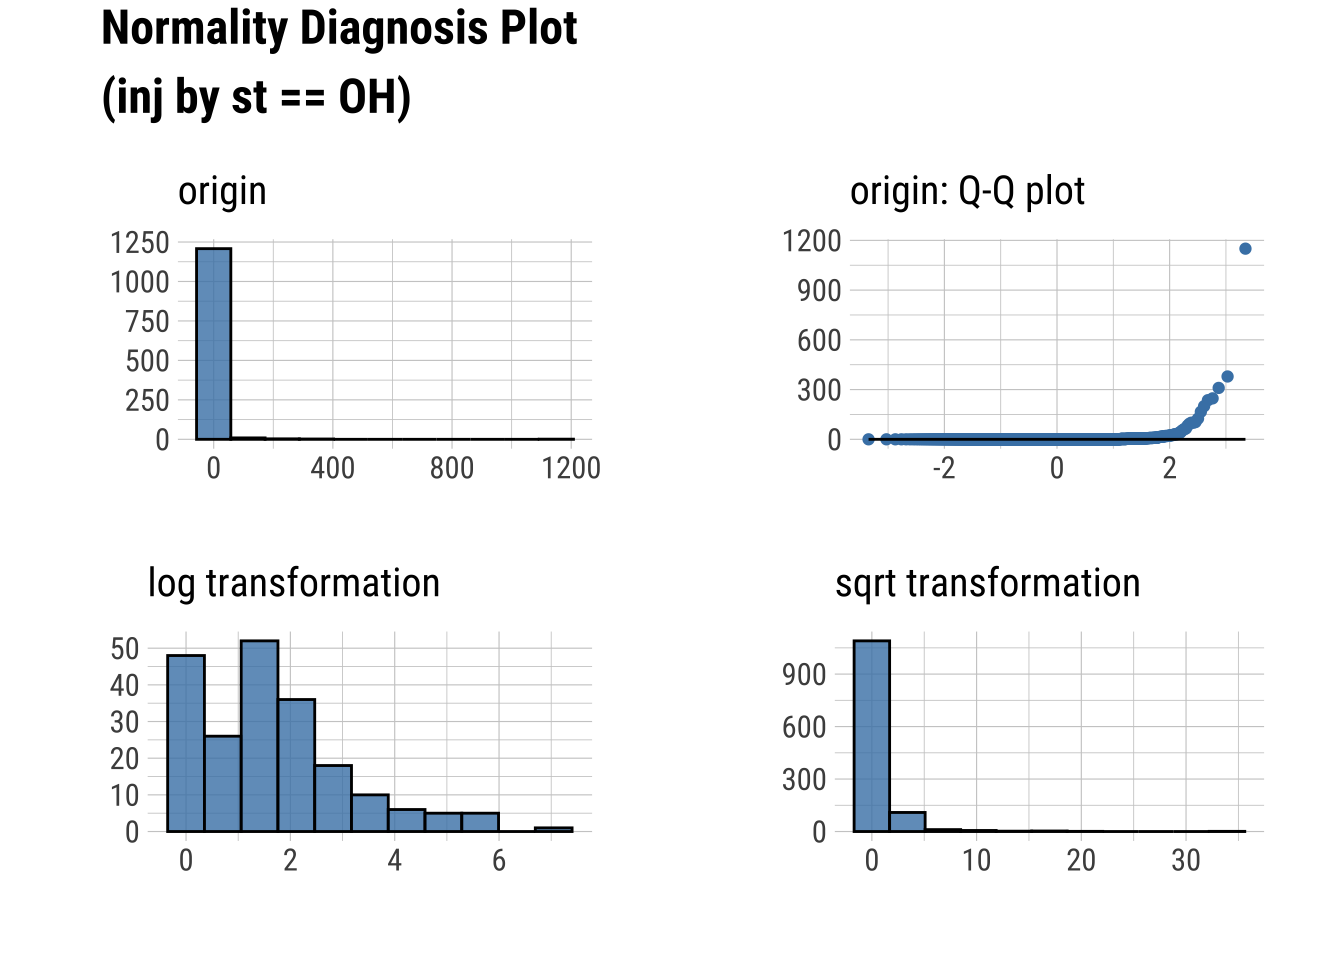 Normality Diagnosis Plot
(inj by st == OH)
origin
1250
1000
750
500
250
0
0 400 800 1200
origin: Q-Q plot
1200
900
600
300
0
-2 0 2
log transformation
50
40
30
20
10
0
0 2 4 6
sqrt transformation
900
600
300
0
0 10 20 30